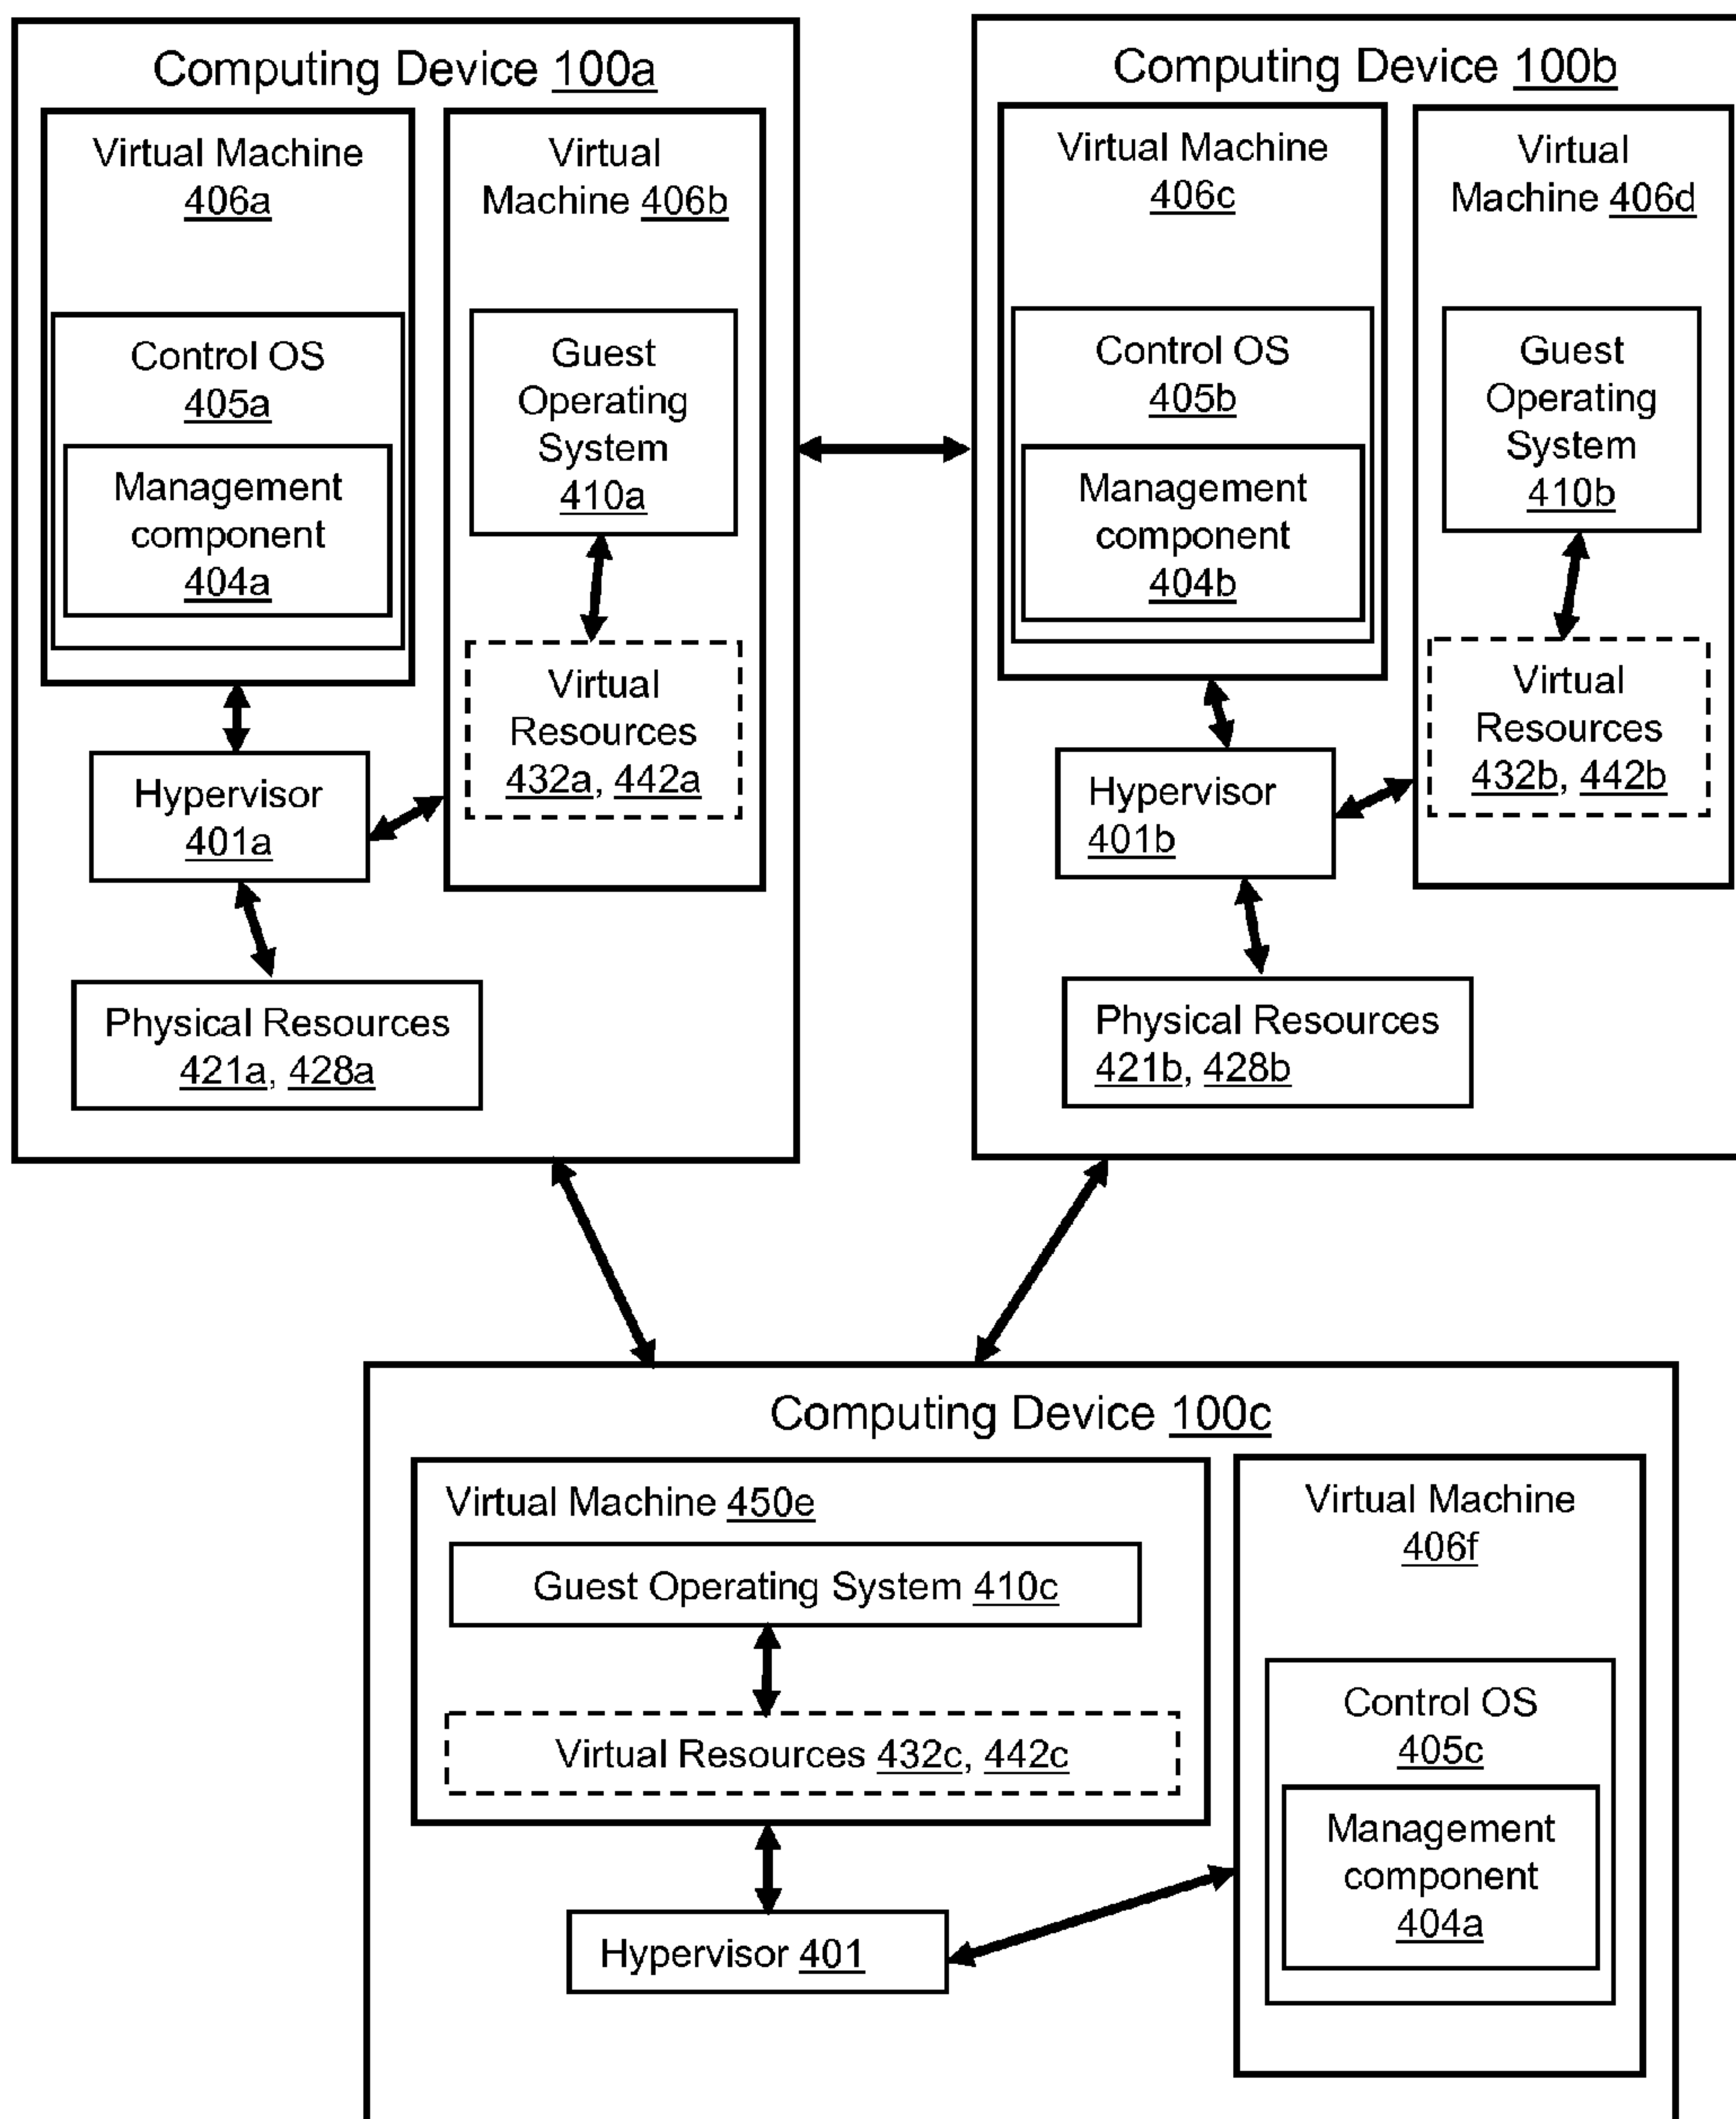 Computing Device 100a
Virtual Machine
406a
Control OS
405a
Management
component
404a
Virtual
Machine 406b
Guest
Operating
System
410a
Virtual
Resources
432a, 442a
Hypervisor
401a
Physical Resources
421a, 428a
Computing Device 100b
Virtual Machine
406c
Control OS
405b
Management
component
404b
Virtual
Machine 406d
Guest
Operating
System
410b
Virtual
Resources
432b, 442b
Hypervisor
401b
Physical Resources
421b, 428b
Computing Device 100c
Virtual Machine 450e
Guest Operating System 410c
Virtual Resources 432c, 442c
Hypervisor 401
Virtual Machine
406f
Control OS
405c
Management
component
404a